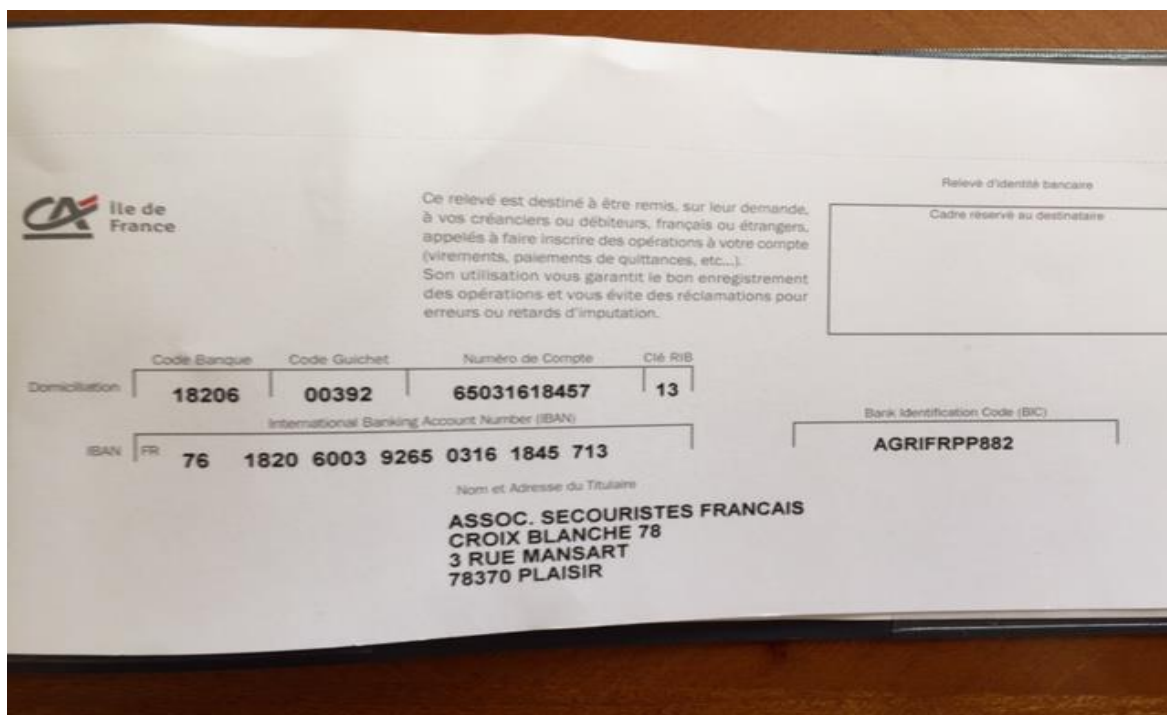 CA Île de
France
Ce relevé est destiné à être remis, sur leur demande,
à vos créanciers ou débiteurs, français ou étrangers,
appelés à faire inscrire des opérations à votre compte
(virements, paiements de quittances, etc...).
Son utilisation vous garantit le bon enregistrement
des opérations et vous évite des réclamations pour
erreurs ou retards d'imputation.
Relevé d'identité bancaire
Cadre réservé au destinataire
Code Banque Code Guichet Numéro de Compte Clé RIB
Domiciliation 18206 00392 65031618457 13
International Banking Account Number (IBAN)
IBAN FR 76 1820 6003 9265 0316 1845 713
Bank Identification Code (BIC)
AGRIFRPP882
Nom et Adresse du Titulaire
ASSOC. SECOURISTES FRANCAIS
CROIX BLANCHE 78
3 RUE MANSART
78370 PLAISIR